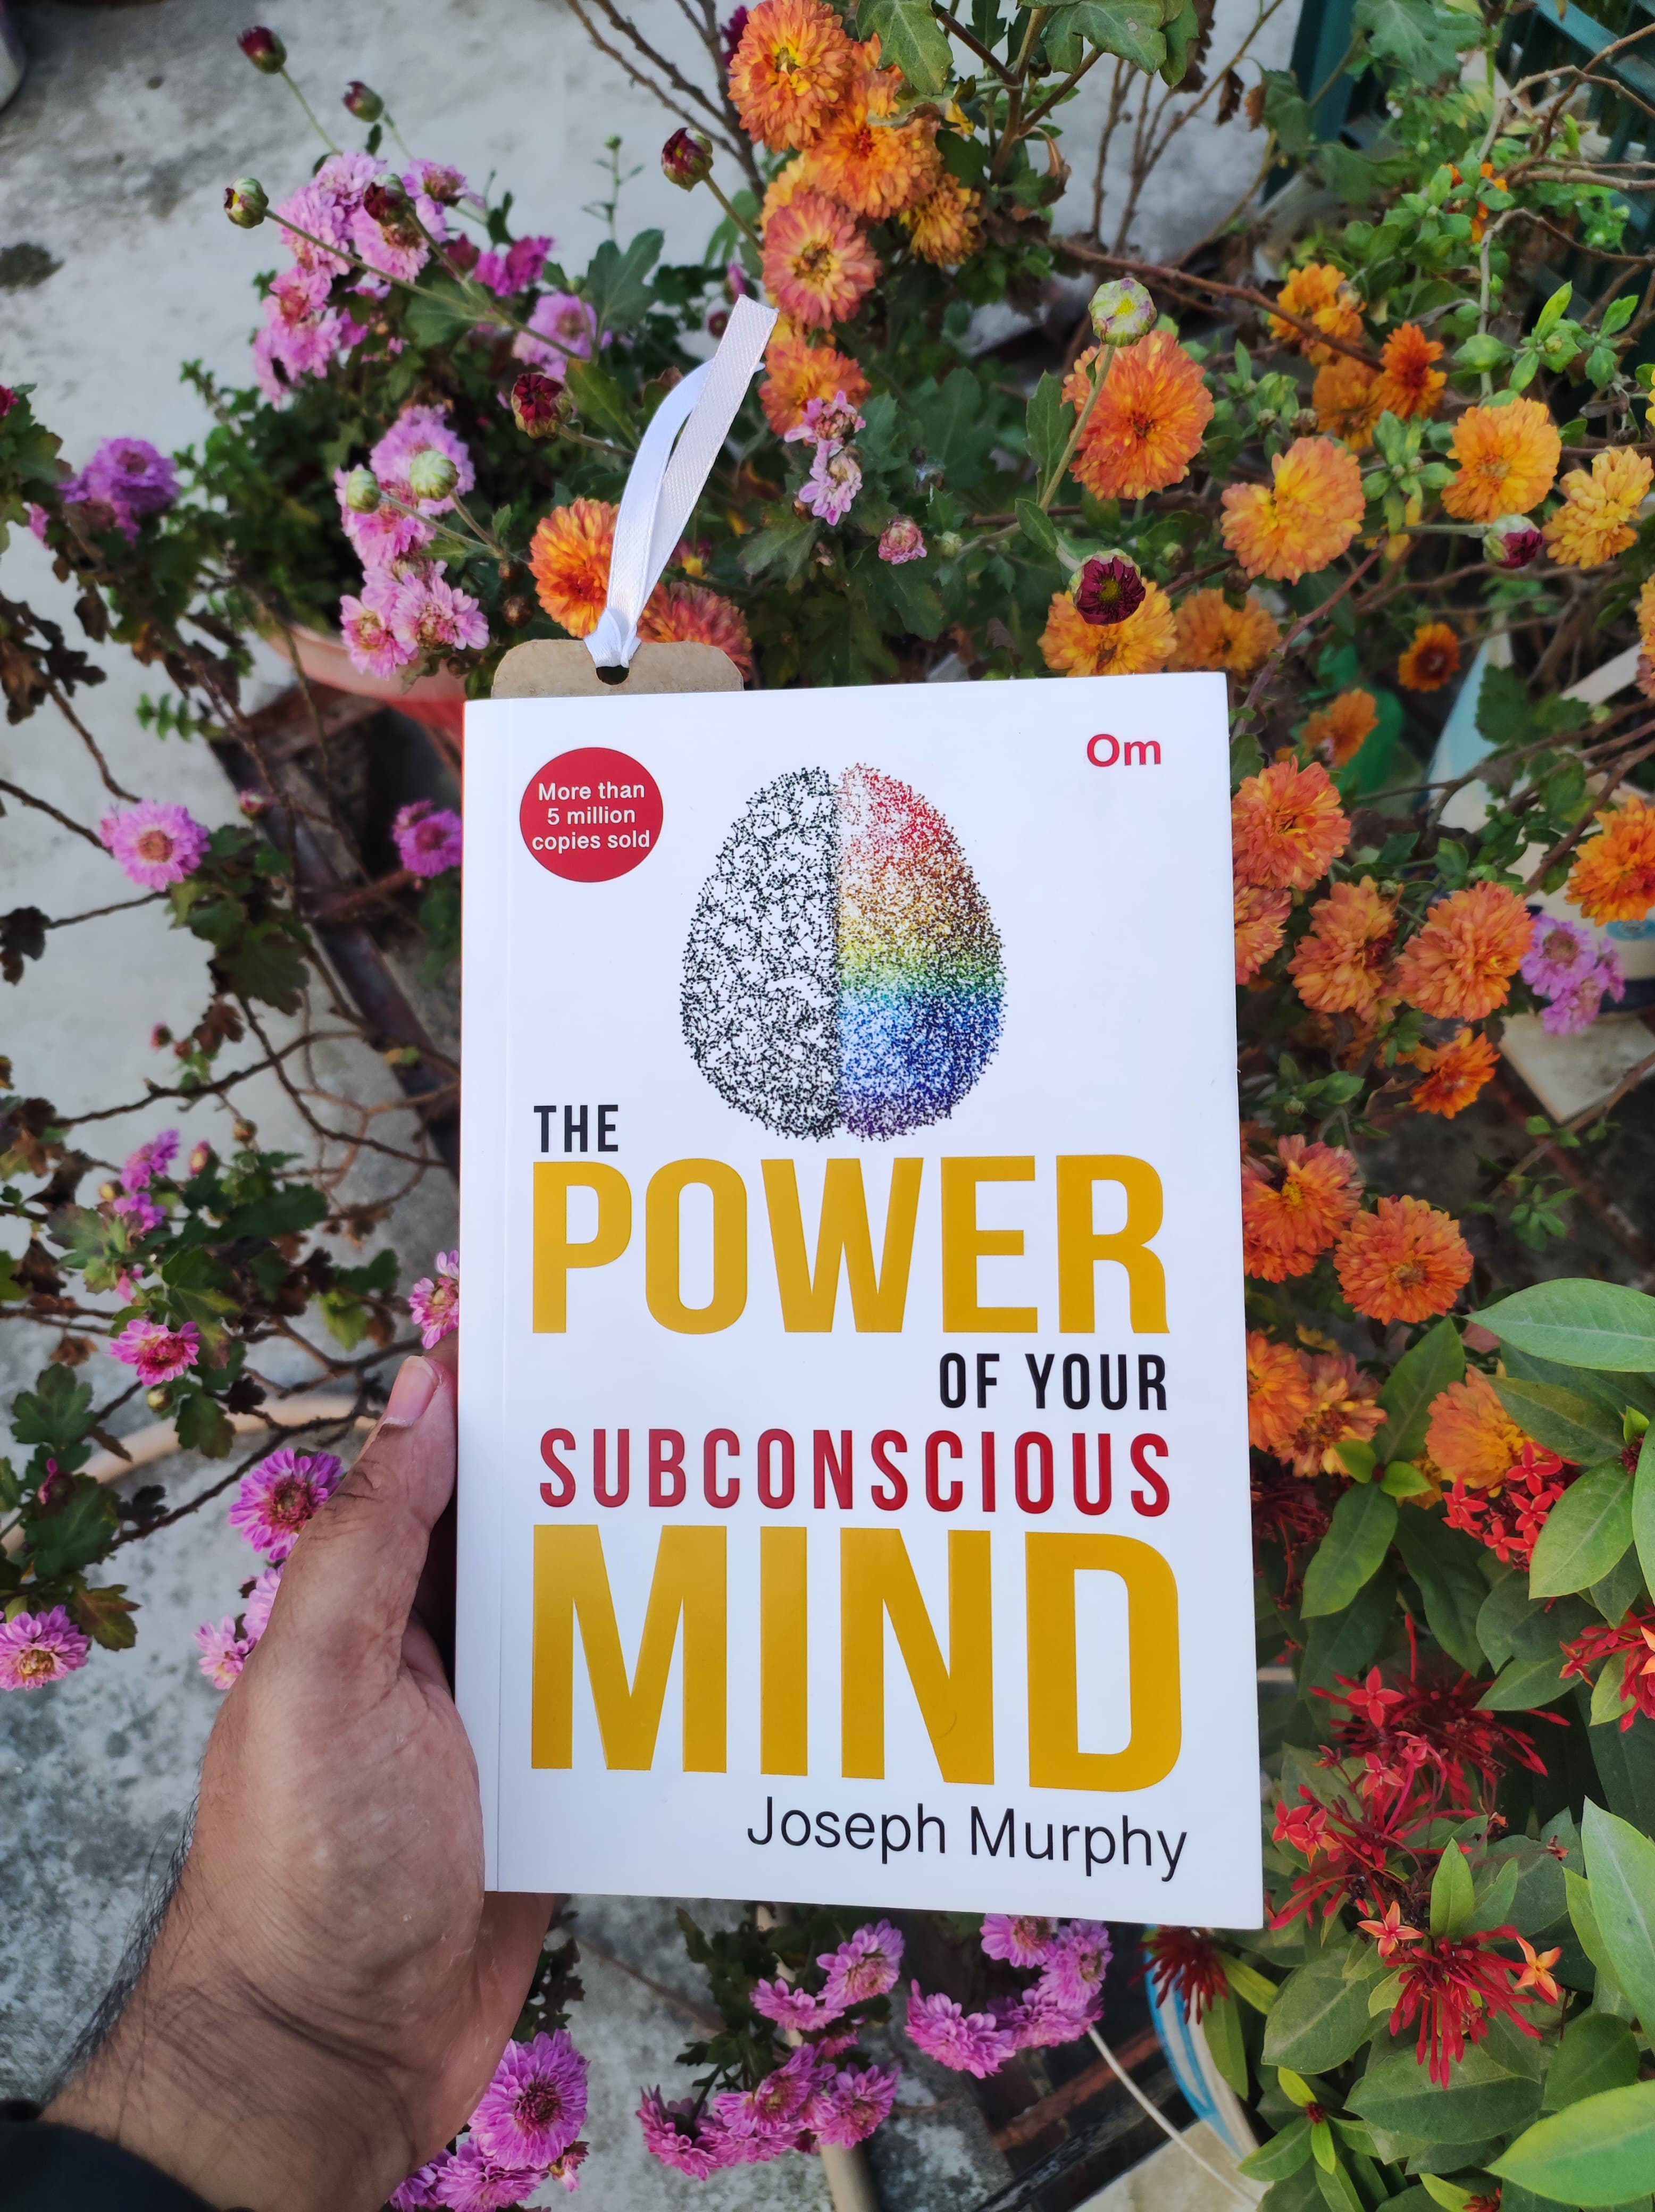 Om
More than
5 million
copies sold
THE
POWER
OF YOUR
SUBCONSCIOUS
MIND
Joseph Murphy